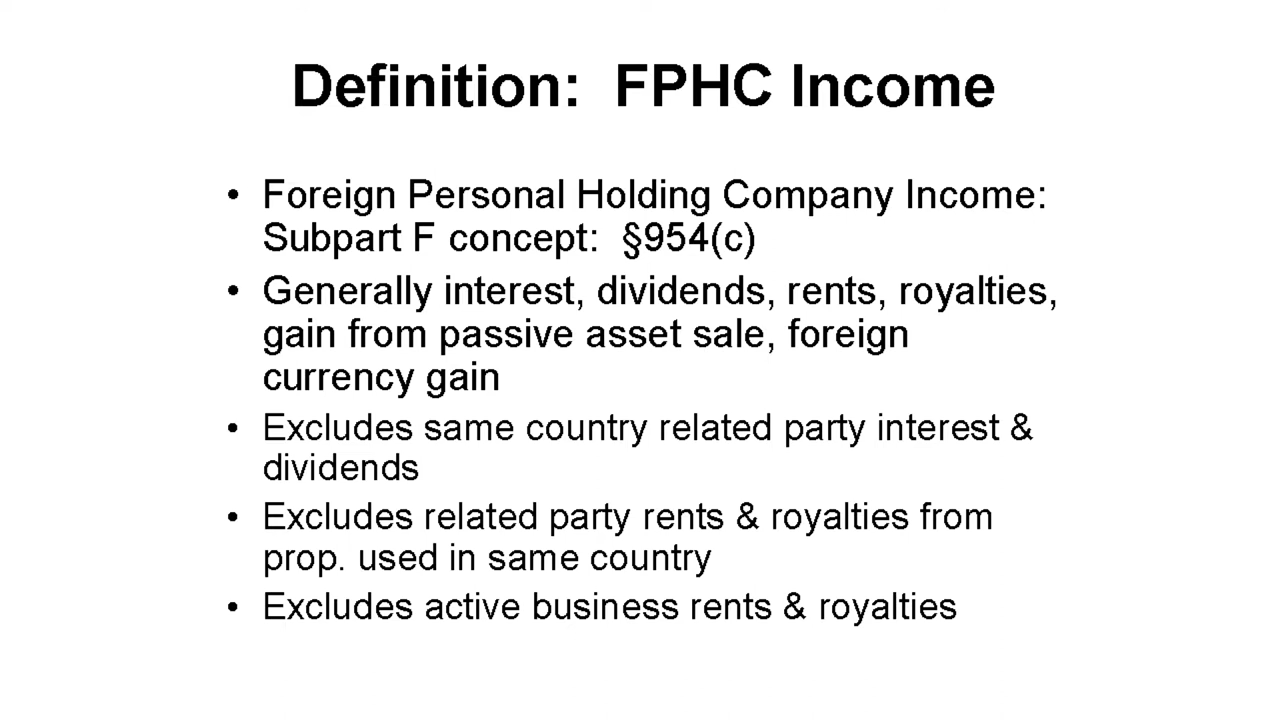 Definition: FPHC Income
• Foreign Personal Holding Company Income:
Subpart F concept: §954(c)
• Generally interest, dividends, rents, royalties,
gain from passive asset sale, foreign
currency gain
• Excludes same country related party interest &
dividends
• Excludes related party rents & royalties from
prop. used in same country
• Excludes active business rents & royalties